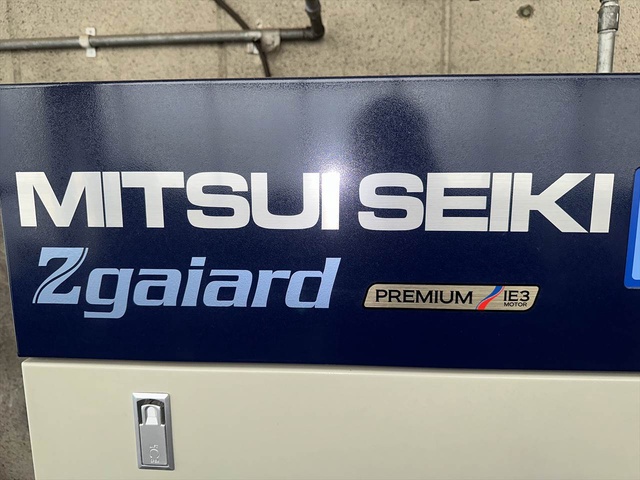 MITSUI SEIKI
Zgaiard
PREMIUM IE3
MOTOR